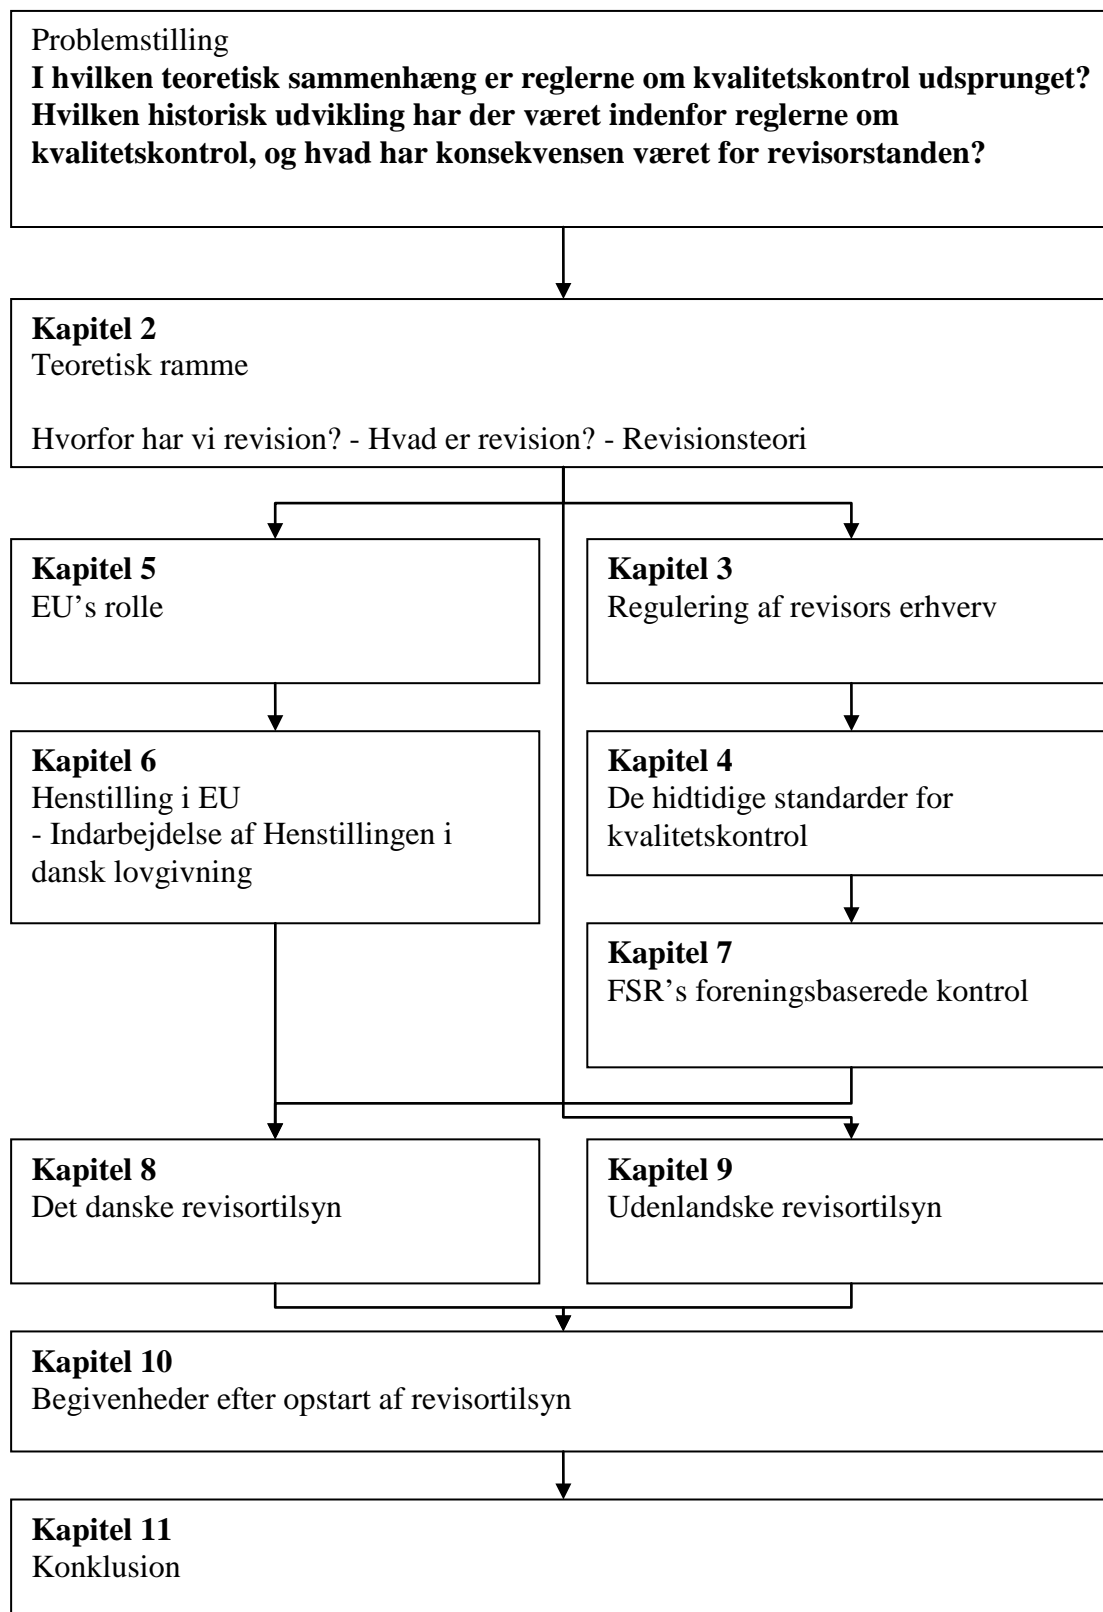 Problemstilling
I hvilken teoretisk sammenhæng er reglerne om kvalitetskontrol udsprunget?
Hvilken historisk udvikling har der været indenfor reglerne om
kvalitetskontrol, og hvad har konsekvensen været for revisorstanden?
Kapitel 2
Teoretisk ramme
Hvorfor har vi revision? - Hvad er revision? - Revisionsteori
Kapitel 5
EU’s rolle
Kapitel 3
Regulering af revisors erhverv
Kapitel 6
Henstilling i EU
- Indarbejdelse af Henstillingen i
dansk lovgivning
Kapitel 4
De hidtidige standarder for
kvalitetskontrol
Kapitel 7
FSR’s foreningsbaserede kontrol
Kapitel 8
Det danske revisortilsyn
Kapitel 9
Udenlandske revisortilsyn
Kapitel 10
Begivenheder efter opstart af revisortilsyn
Kapitel 11
Konklusion